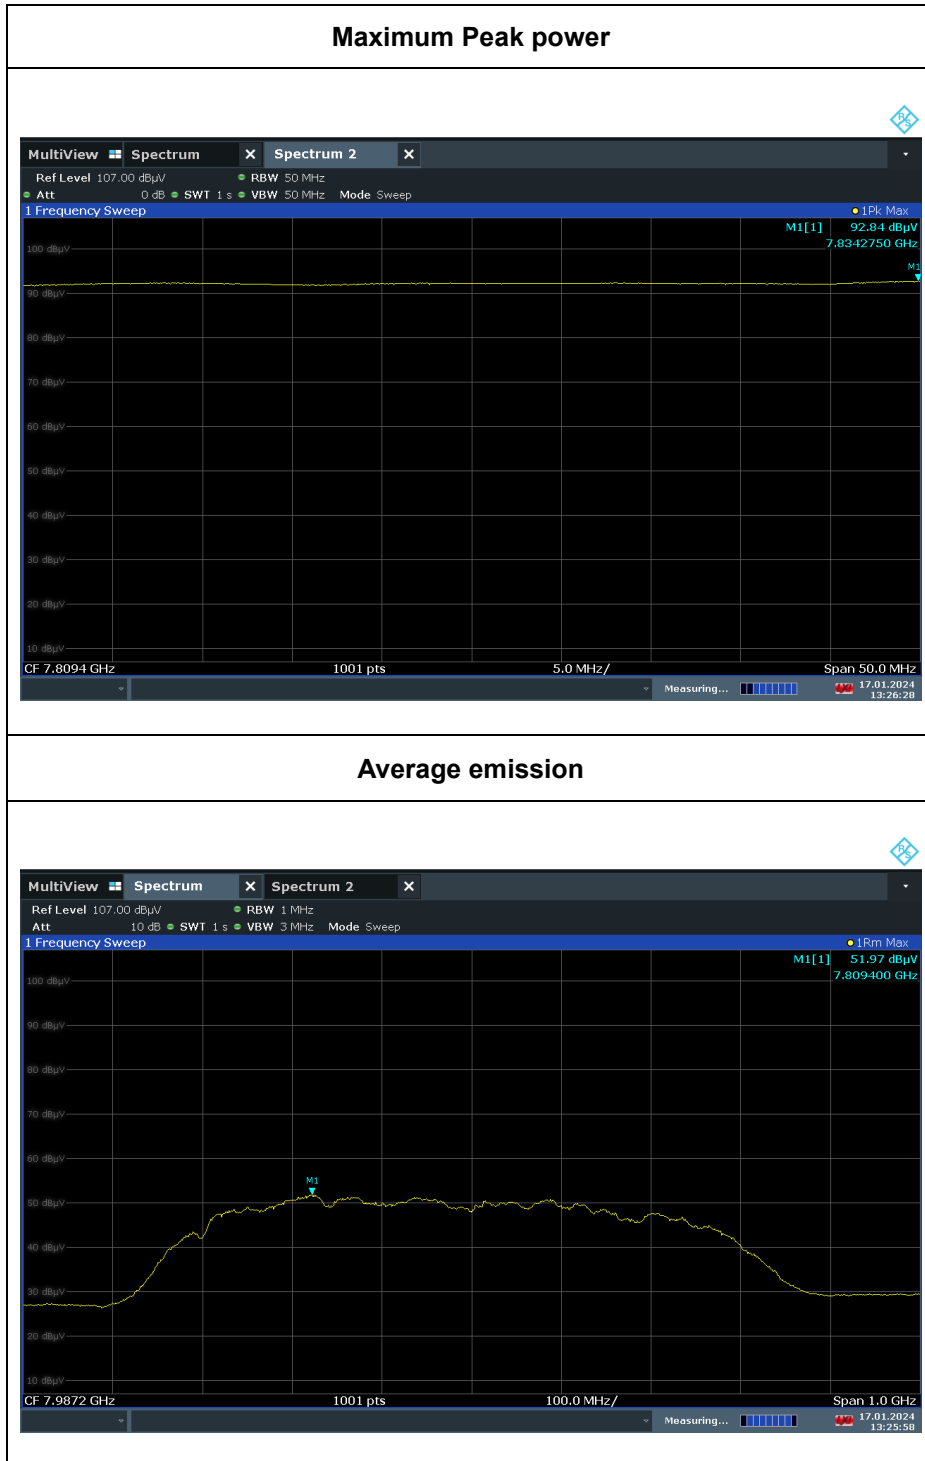 Maximum Peak power
R&S
MultiView Spectrum X Spectrum 2 X
Ref Level 107.00 dBµV RBW 50 MHz
Att 0 dB SWT 1 s VBW 50 MHz Mode Sweep
1 Frequency Sweep 1Pk Max
M1[1] 92.84 dBµV
7.8342750 GHz
100 dBµV
M1
90 dBµV
80 dBµV
70 dBµV
60 dBµV
50 dBµV
40 dBµV
30 dBµV
20 dBµV
10 dBµV
CF 7.8094 GHz 1001 pts 5.0 MHz/ Span 50.0 MHz
Measuring... 17.01.2024
13:26:28
Average emission
R&S
MultiView Spectrum X Spectrum 2 X
Ref Level 107.00 dBµV RBW 1 MHz
Att 10 dB SWT 1 s VBW 3 MHz Mode Sweep
1 Frequency Sweep 1Rm Max
M1[1] 51.97 dBµV
7.809400 GHz
100 dBµV
90 dBµV
80 dBµV
70 dBµV
60 dBµV
M1
50 dBµV
40 dBµV
30 dBµV
20 dBµV
10 dBµV
CF 7.9872 GHz 1001 pts 100.0 MHz/ Span 1.0 GHz
Measuring... 17.01.2024
13:25:58